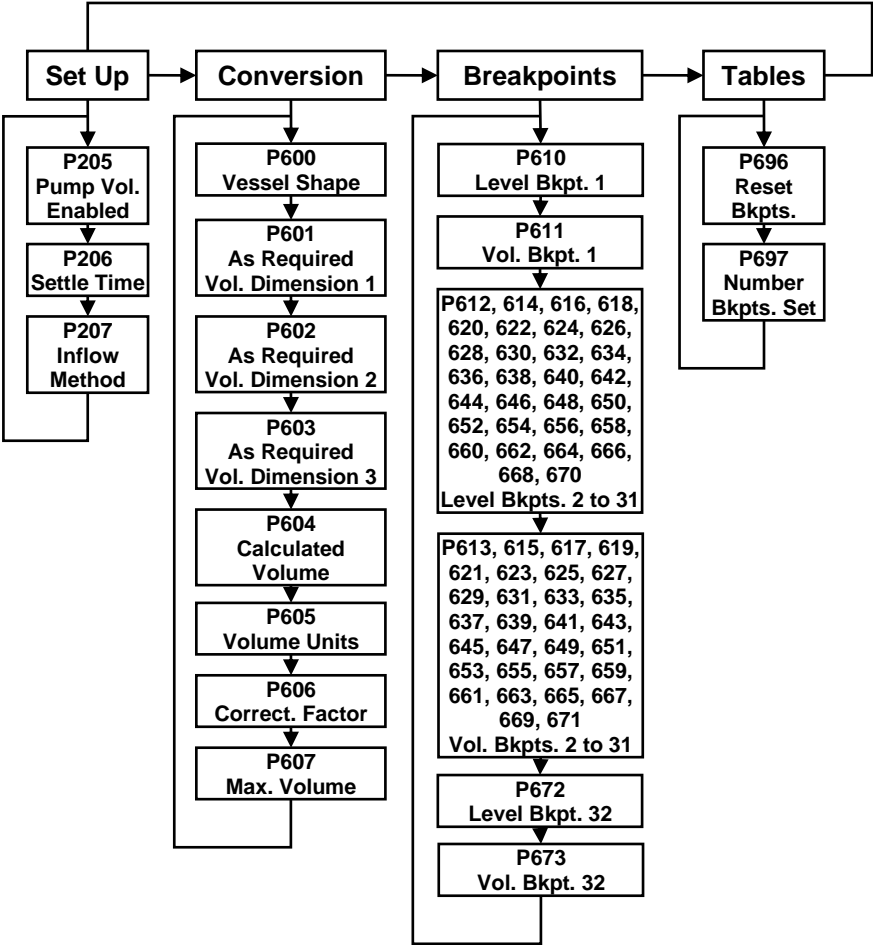 Set Up
Conversion
Breakpoints
Tables
P205
Pump Vol.
Enabled
P206
Settle Time
P207
Inflow
Method
P600
Vessel Shape
P601
As Required
Vol. Dimension 1
P602
As Required
Vol. Dimension 2
P603
As Required
Vol. Dimension 3
P604
Calculated
Volume
P605
Volume Units
P606
Correct. Factor
P607
Max. Volume
P610
Level Bkpt. 1
P611
Vol. Bkpt. 1
P612, 614, 616, 618,
620, 622, 624, 626,
628, 630, 632, 634,
636, 638, 640, 642,
644, 646, 648, 650,
652, 654, 656, 658,
660, 662, 664, 666,
668, 670
Level Bkpts. 2 to 31
P613, 615, 617, 619,
621, 623, 625, 627,
629, 631, 633, 635,
637, 639, 641, 643,
645, 647, 649, 651,
653, 655, 657, 659,
661, 663, 665, 667,
669, 671
Vol. Bkpts. 2 to 31
P672
Level Bkpt. 32
P673
Vol. Bkpt. 32
P696
Reset
Bkpts.
P697
Number
Bkpts. Set